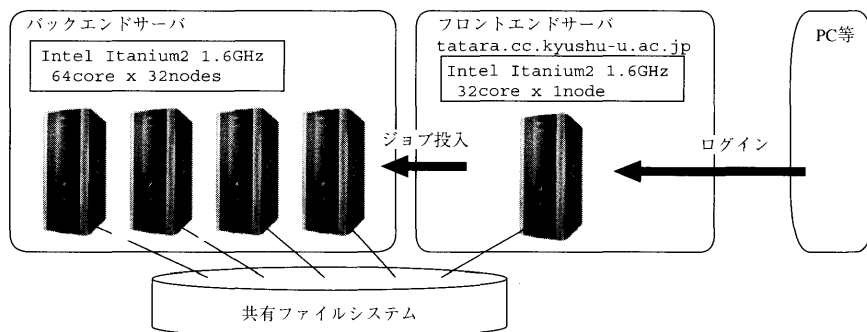 バックエンドサーバ
Intel Itanium2 1.6GHz
64core x 32nodes
フロントエンドサーバ
tatara.cc.kyushu-u.ac.jp
Intel Itanium2 1.6GHz
32core x 1node
PC等
ジョブ投入
ログイン
共有ファイルシステム